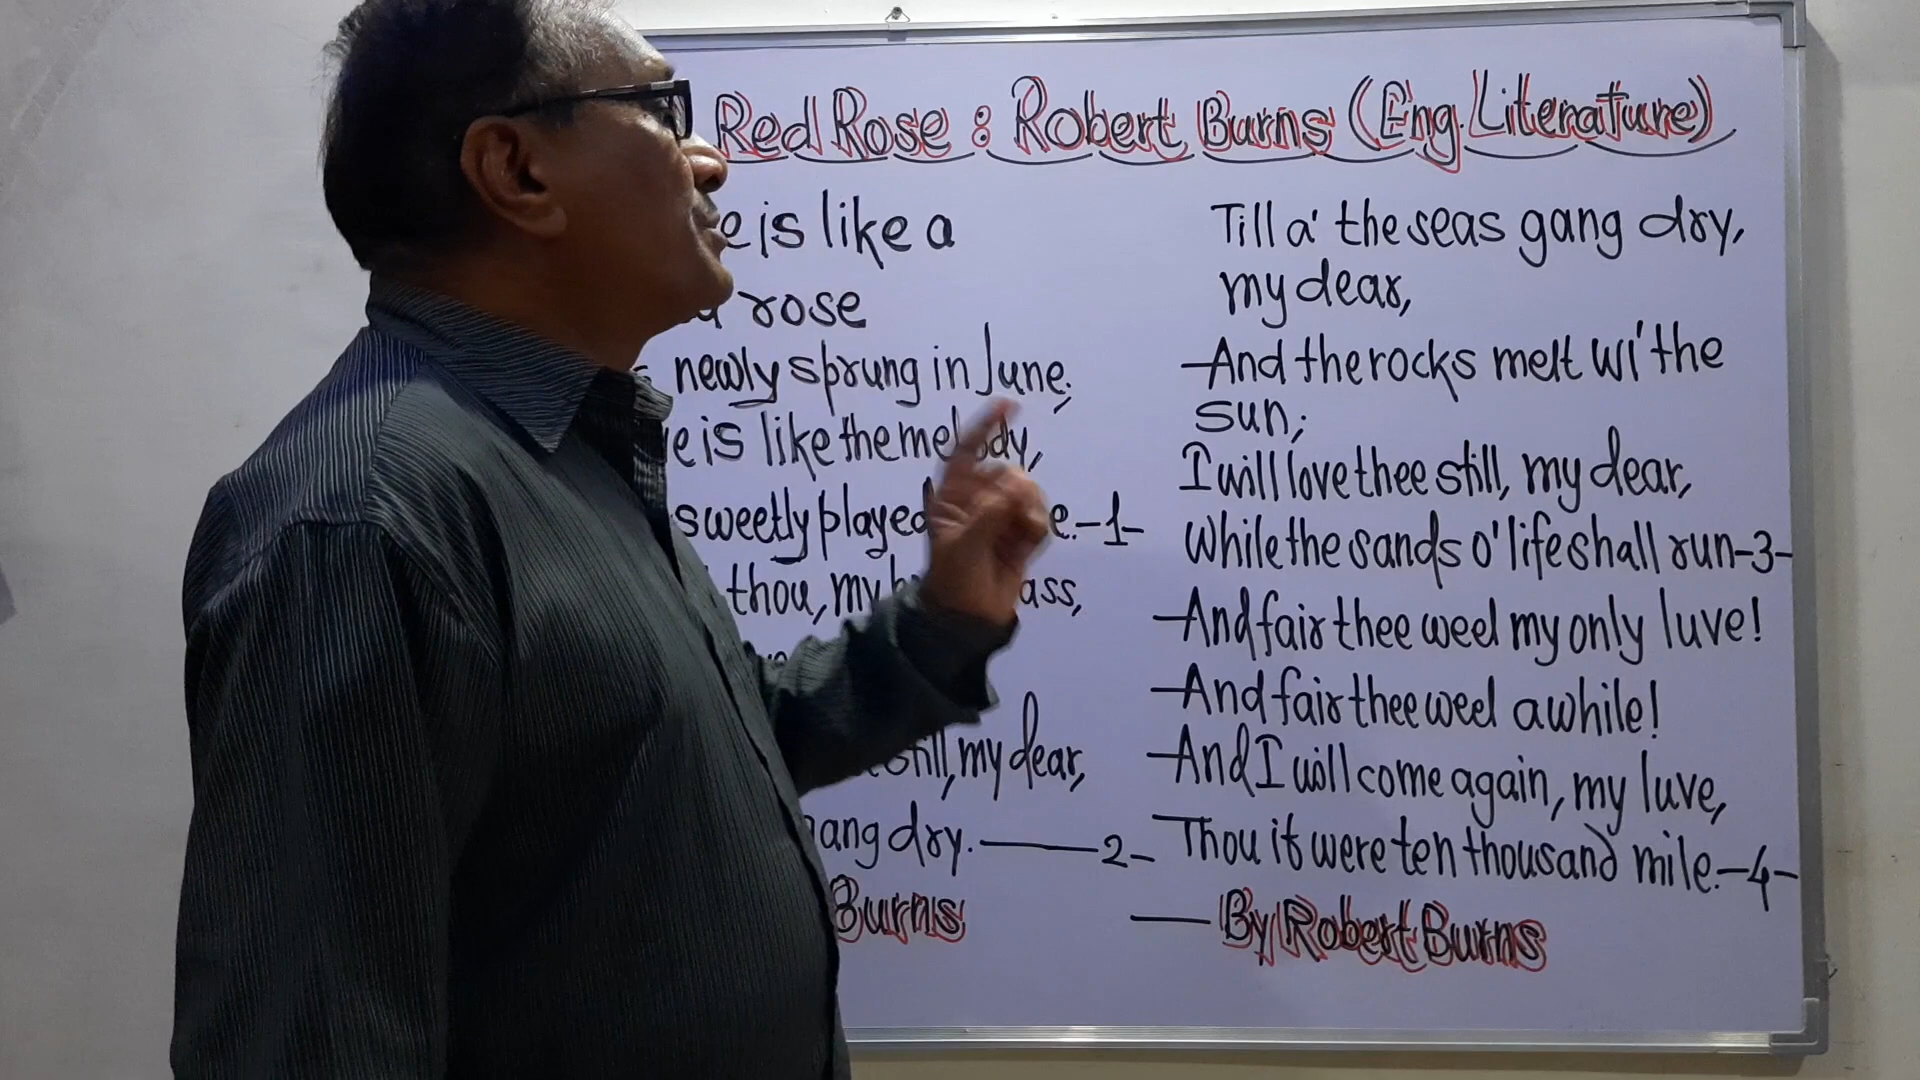 Red Rose : Robert Burns (Eng. Literature)
is like a
rose
newly sprung in June;
is like the melody,
sweetly played -1-
thou, my
still, my dear,
gang dry. — 2 -
Burns
Till a' the seas gang dry,
my dear,
And the rocks melt wi' the
sun;
I will love thee still, my dear,
While the sands o' life shall run -3-
And fair thee weel my only luve!
And fair thee weel awhile!
And I will come again, my luve,
Thou it were ten thousand mile. -4-
— By Robert Burns